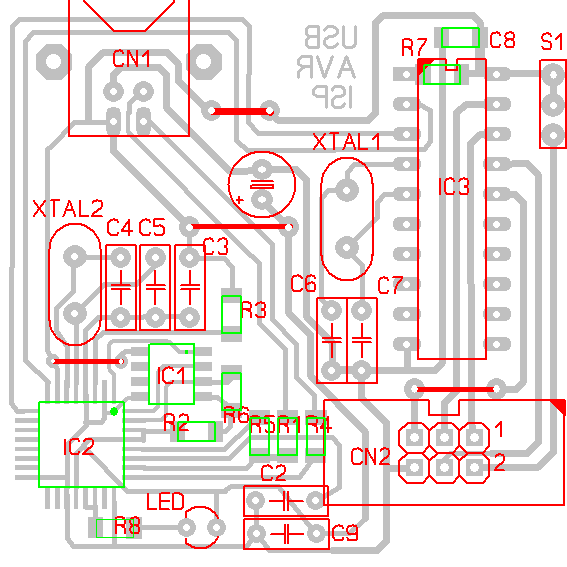 CN1
USB
AVR
ISP
R7
C8
S1
XTAL1
IC3
XTAL2
C4
C5
C3
+
C6
C7
R3
IC1
R6
R2
R5
R1
R4
IC2
CN2
1
2
C2
LED
R8
C9